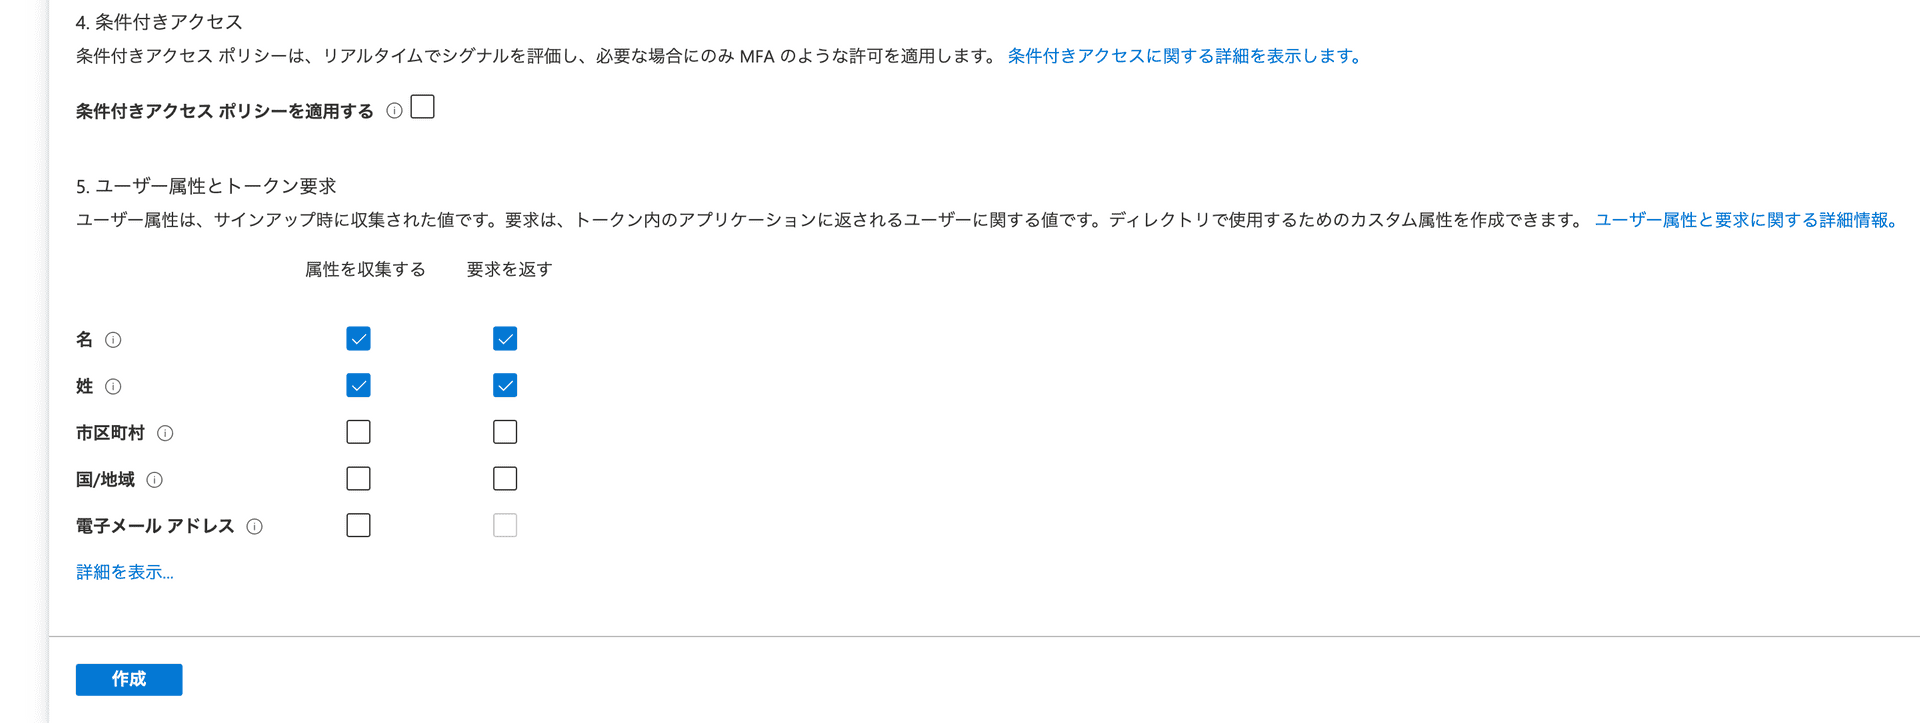 4. 条件付きアクセス
条件付きアクセス ポリシーは、リアルタイムでシグナルを評価し、必要な場合にのみ MFA のような許可を適用します。 条件付きアクセスに関する詳細を表示します。
条件付きアクセス ポリシーを適用する
5. ユーザー属性とトークン要求
ユーザー属性は、サインアップ時に収集された値です。要求は、トークン内のアプリケーションに返されるユーザーに関する値です。ディレクトリで使用するためのカスタム属性を作成できます。 ユーザー属性と要求に関する詳細情報。
属性を収集する 要求を返す
名
姓
市区町村
国/地域
電子メール アドレス
詳細を表示...
作成